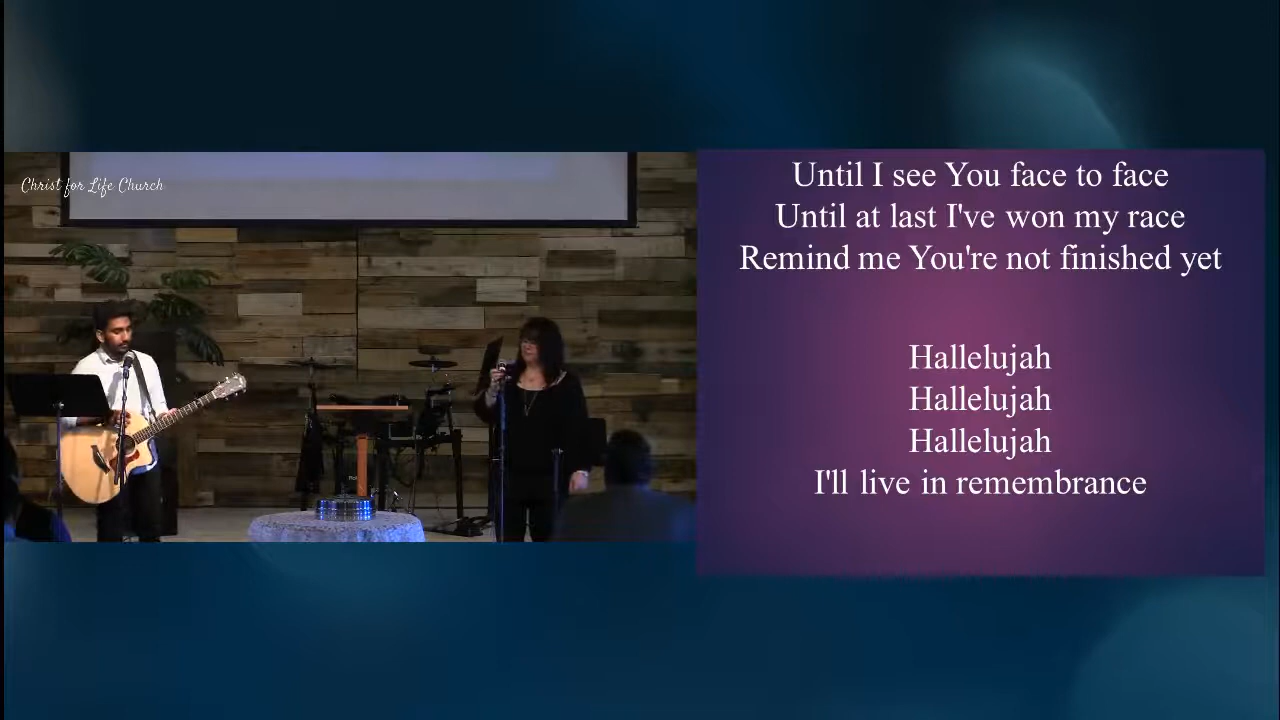 Christ for Life Church
Until I see You face to face
Until at last I've won my race
Remind me You're not finished yet
Hallelujah
Hallelujah
Hallelujah
I'll live in remembrance